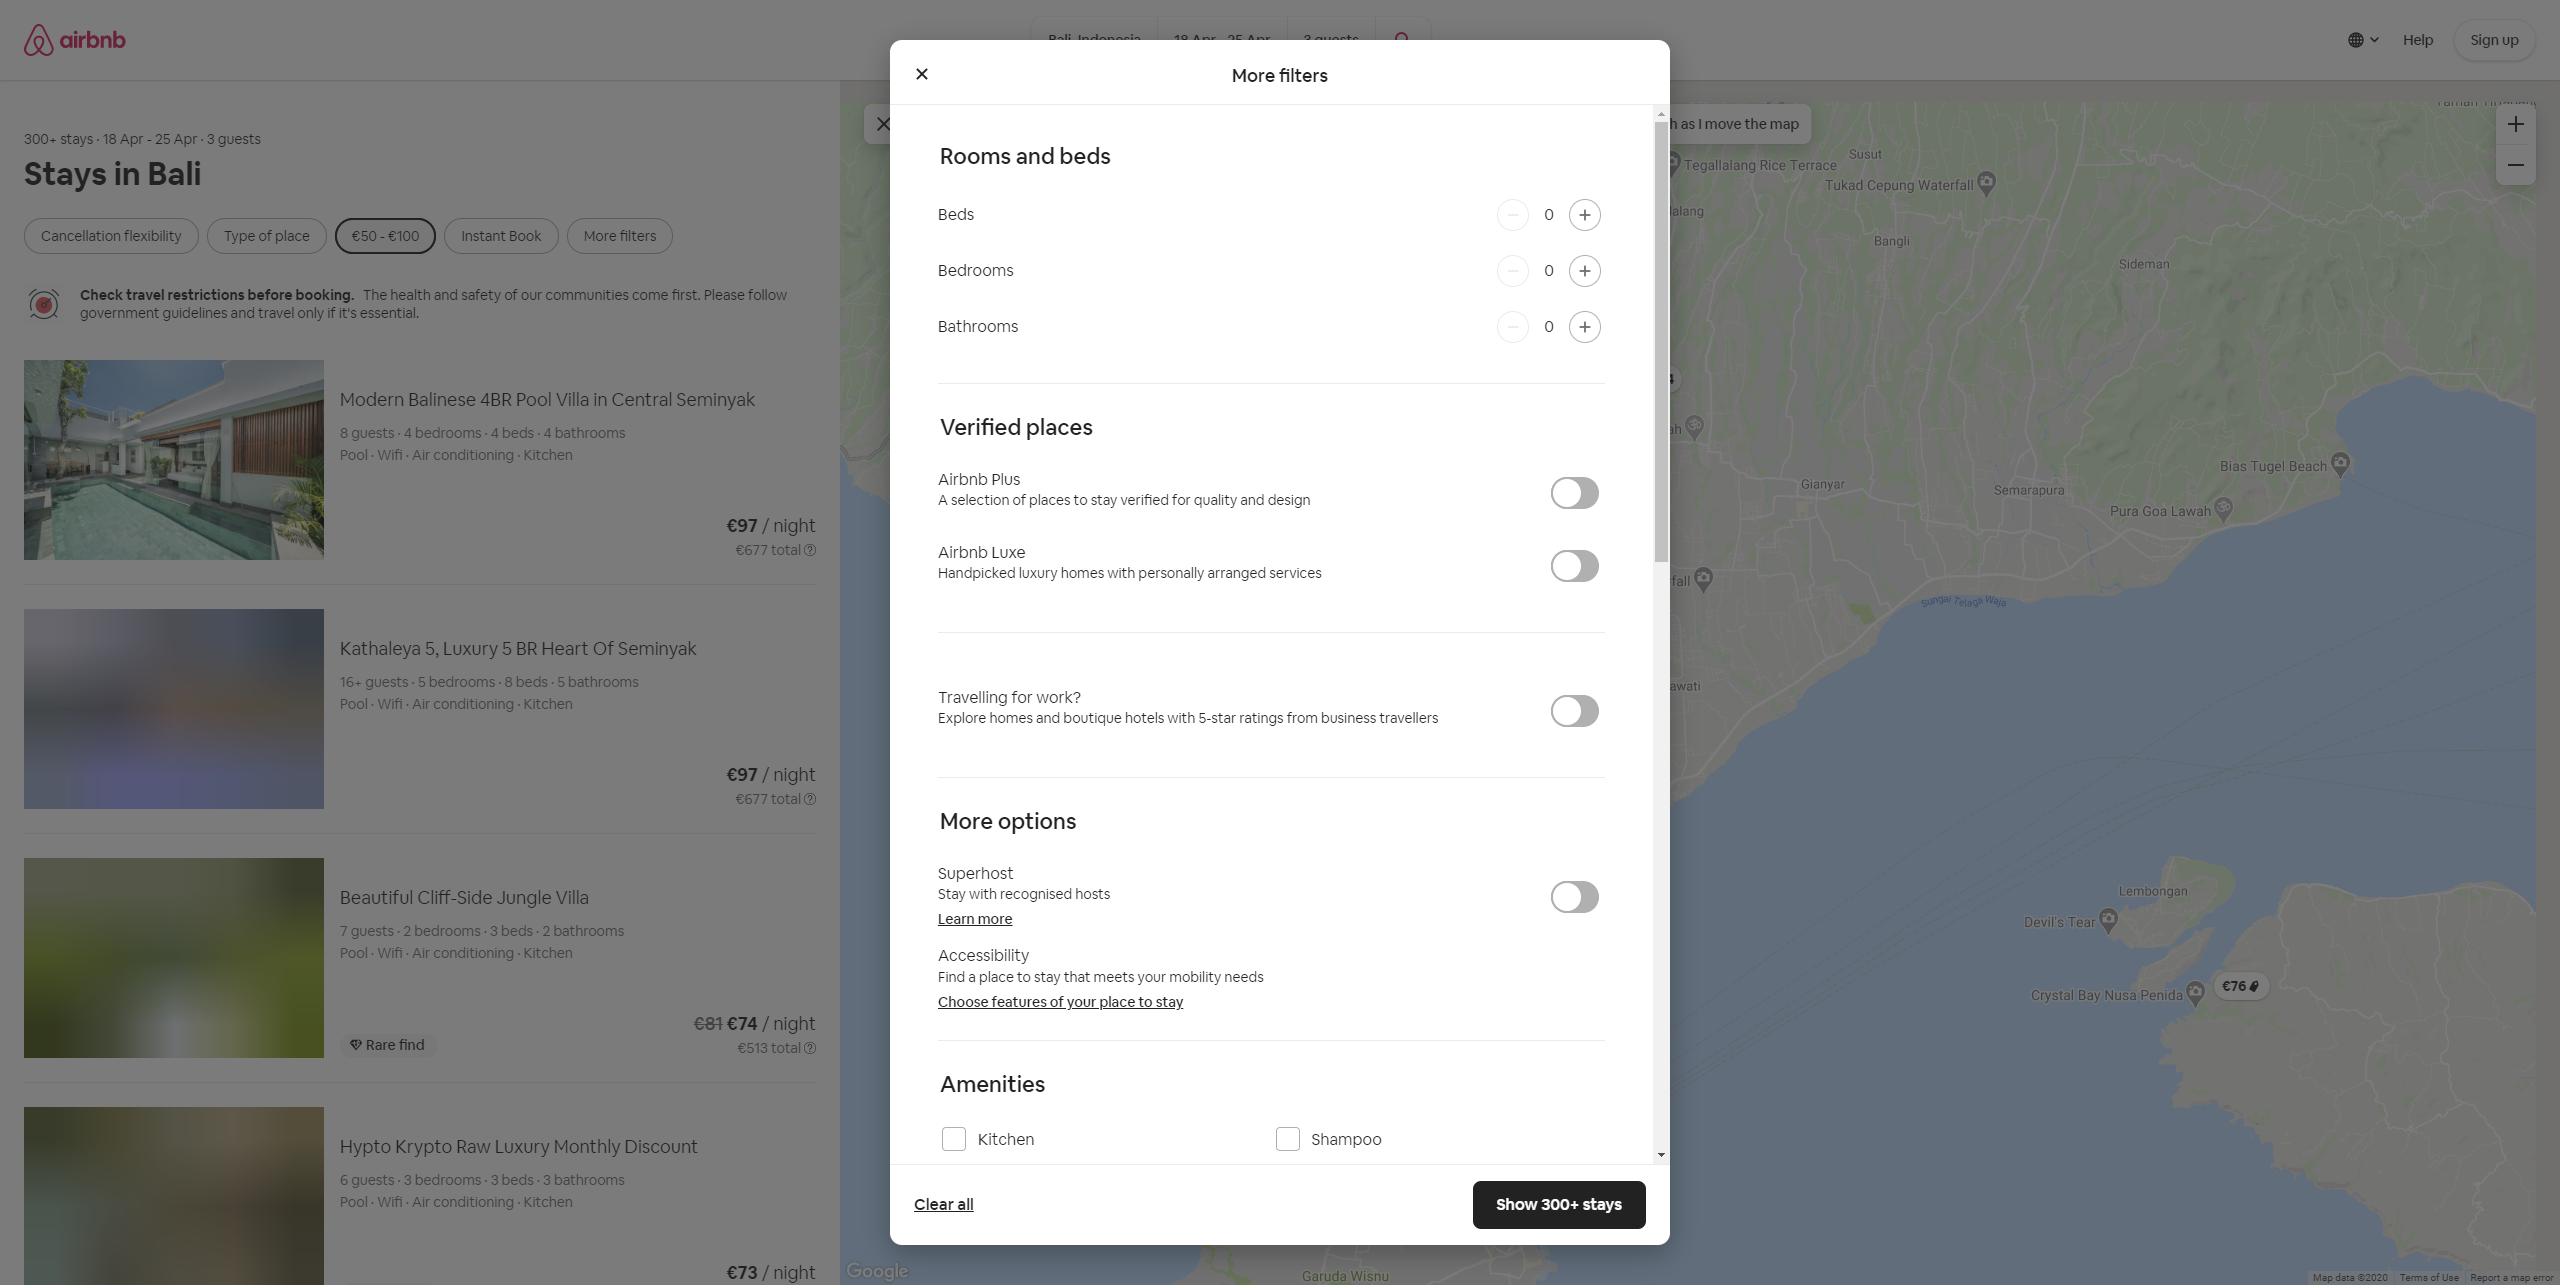 airbnb
Bali, Indonesia
18 Apr - 25 Apr
3 guests
Help
Sign up
300+ stays · 18 Apr - 25 Apr · 3 guests
Stays in Bali
Cancellation flexibility
Type of place
€50 - €100
Instant Book
More filters
Check travel restrictions before booking. The health and safety of our communities come first. Please follow
government guidelines and travel only if it's essential.
Modern Balinese 4BR Pool Villa in Central Seminyak
8 guests · 4 bedrooms · 4 beds · 4 bathrooms
Pool · Wifi · Air conditioning · Kitchen
€97 / night
€677 total
Kathaleya 5, Luxury 5 BR Heart Of Seminyak
16+ guests · 5 bedrooms · 8 beds · 5 bathrooms
Pool · Wifi · Air conditioning · Kitchen
€97 / night
€677 total
Beautiful Cliff-Side Jungle Villa
7 guests · 2 bedrooms · 3 beds · 2 bathrooms
Pool · Wifi · Air conditioning · Kitchen
Rare find
€81 €74 / night
€513 total
Hypto Krypto Raw Luxury Monthly Discount
6 guests · 3 bedrooms · 3 beds · 3 bathrooms
Pool · Wifi · Air conditioning · Kitchen
€73 / night
More filters
Rooms and beds
Beds
0
Bedrooms
0
Bathrooms
0
Verified places
Airbnb Plus
A selection of places to stay verified for quality and design
Airbnb Luxe
Handpicked luxury homes with personally arranged services
Travelling for work?
Explore homes and boutique hotels with 5-star ratings from business travellers
More options
Superhost
Stay with recognised hosts
Learn more
Accessibility
Find a place to stay that meets your mobility needs
Choose features of your place to stay
Amenities
Kitchen
Shampoo
Clear all
Show 300+ stays
h as I move the map
Tegallalang Rice Terrace
Susut
Tukad Cepung Waterfall
alang
Bangli
Sideman
ah
Gianyar
Semarapura
Bias Tugel Beach
Pura Goa Lawah
rfall
Sungai Telaga Waja
awati
Lembongan
Devil's Tear
Crystal Bay Nusa Penida
€76
Google
Garuda Wisnu
Map data ©2020
Terms of Use
Report a map error